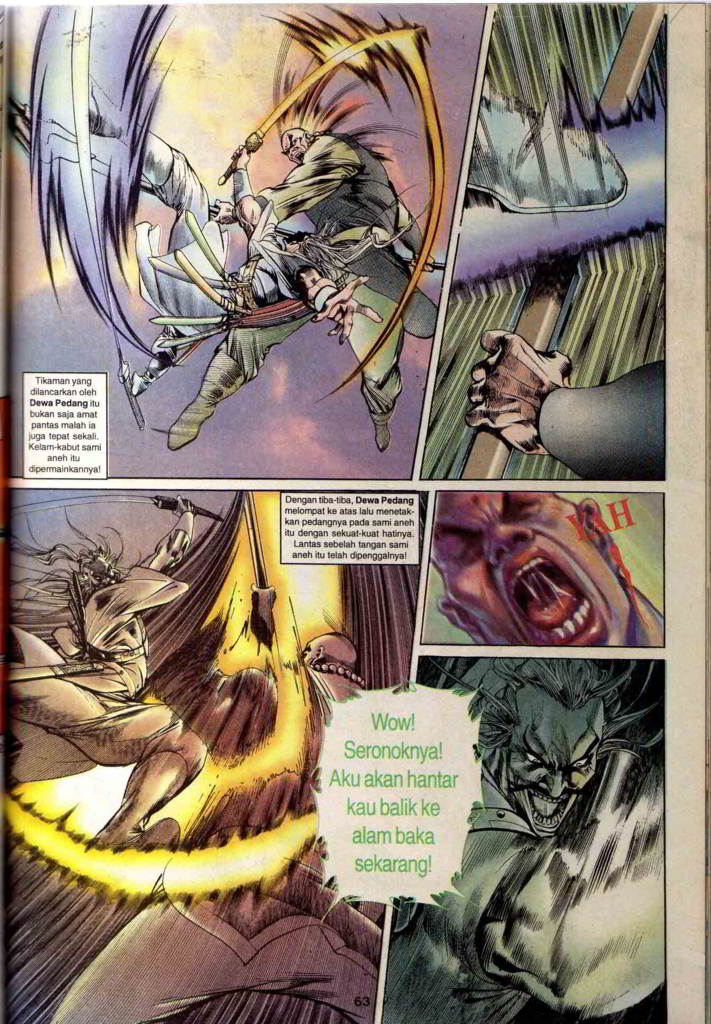 Tikaman yang
dilancarkan oleh
Dewa Pedang itu
bukan saja amat
pantas malah ia
juga tepat sekali.
Kelam-kabut sami
aneh itu
dipermainkannya!
Dengan tiba-tiba, Dewa Pedang
melompat ke atas lalu menetak-
kan pedangnya pada sami aneh
itu dengan sekuat-kuat hatinya.
Lantas sebelah tangan sami
aneh itu telah dipenggalnya!
YAH
Wow!
Seronoknya!
Aku akan hantar
kau balik ke
alam baka
sekarang!
63